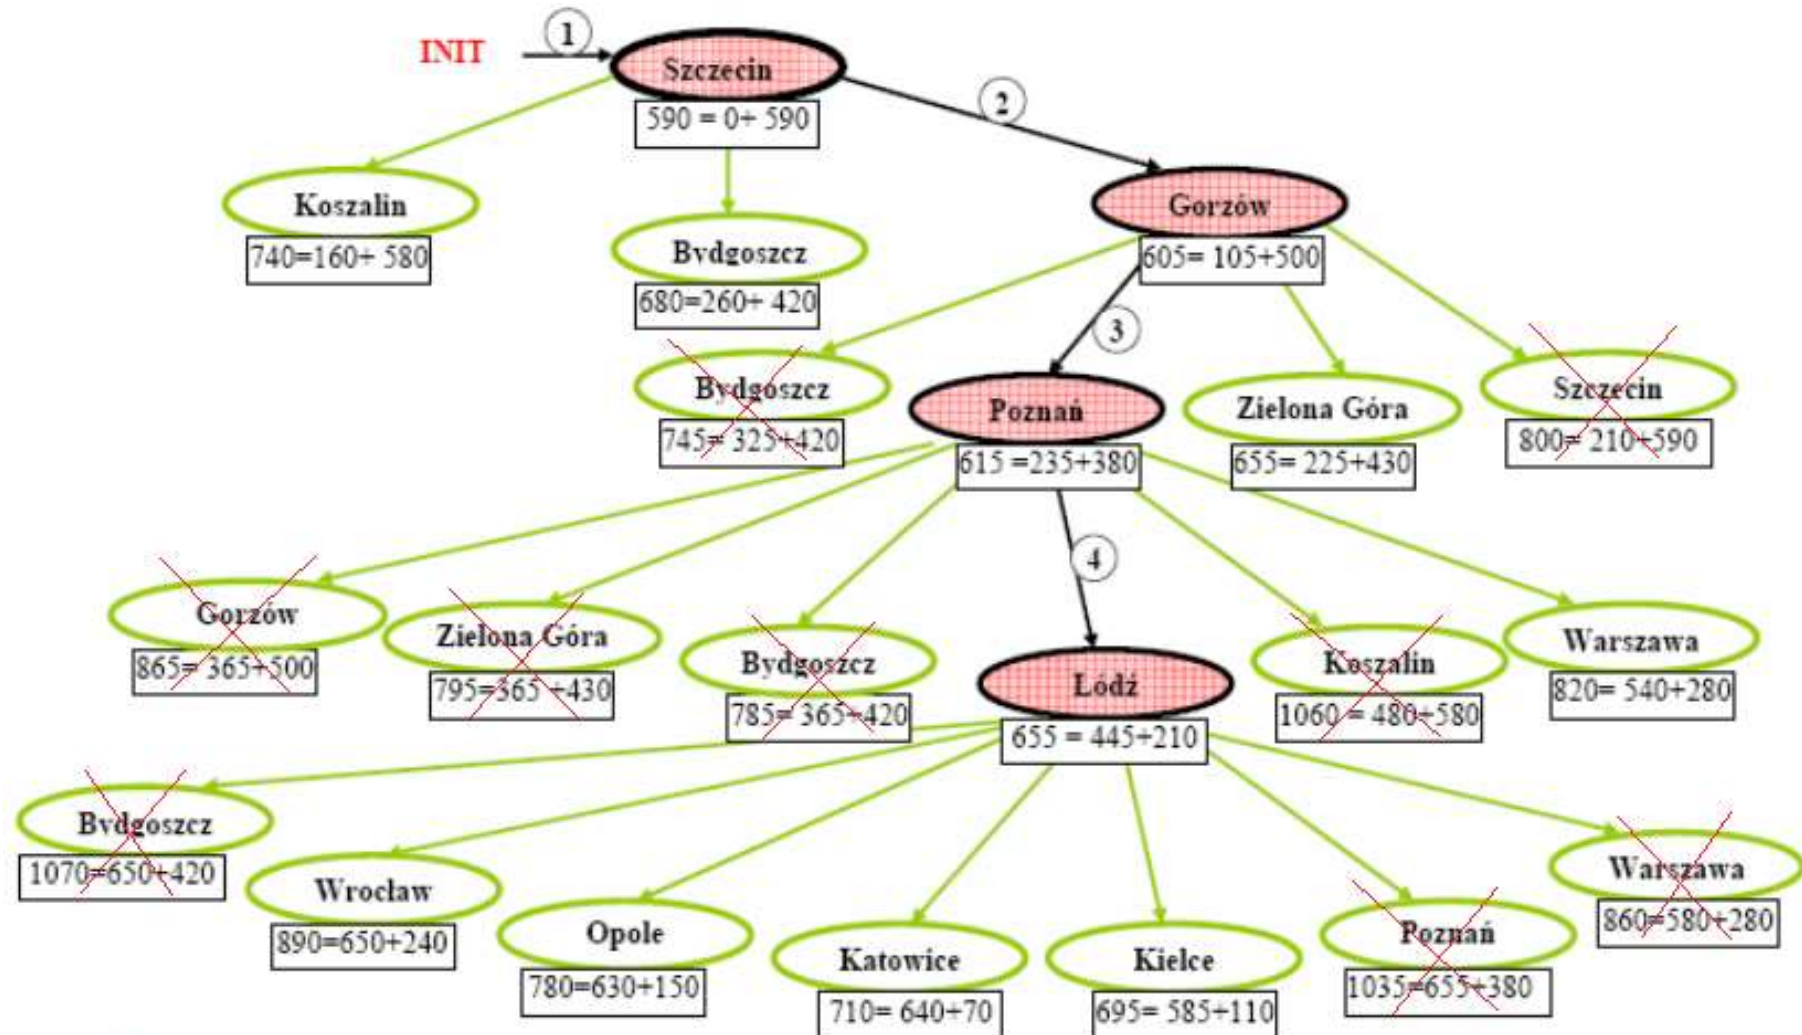 INIT
1
Szczecin
590 = 0+ 590
2
Koszalin
740=160+ 580
Bydgoszcz
680=260+ 420
Gorzów
605= 105+500
3
Bydgoszcz
745= 325+420
Poznań
615 =235+380
Zielona Góra
655= 225+430
Szczecin
800= 210+590
4
Gorzów
865= 365+500
Zielona Góra
795=365 +430
Bydgoszcz
785= 365+420
Łódź
655 = 445+210
Koszalin
1060 = 480+580
Warszawa
820= 540+280
Bydgoszcz
1070=650+420
Wrocław
890=650+240
Opole
780=630+150
Katowice
710= 640+70
Kielce
695= 585+110
Poznań
1035=655+380
Warszawa
860=580+280